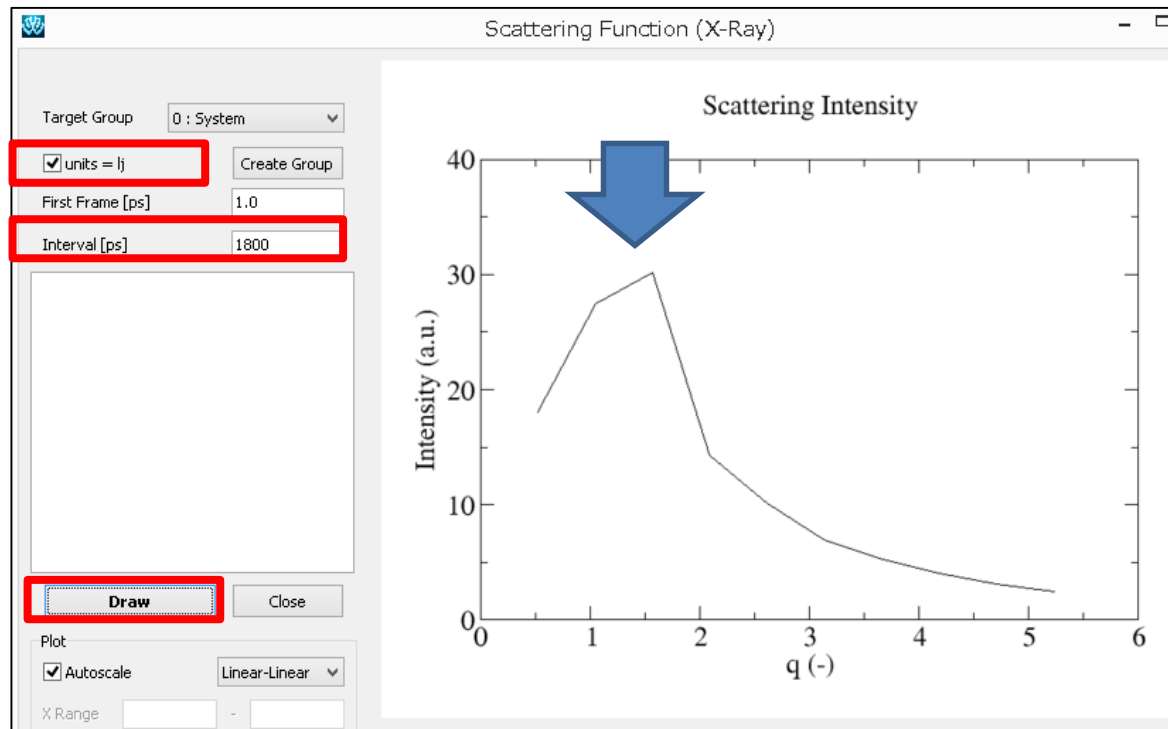 Scattering Function (X-Ray)
Target Group 0 : System
units = lj Create Group
First Frame [ps] 1.0
Interval [ps] 1800
Draw Close
Plot
Autoscale Linear-Linear
X Range -
Scattering Intensity
40
30
20
10
0
Intensity (a.u.)
0 1 2 3 4 5 6
q (-)